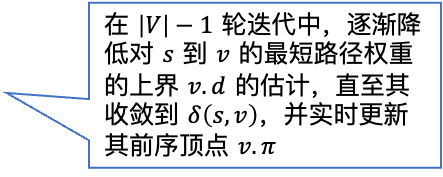 在 |V| − 1 轮迭代中，逐渐降
低对 s 到 v 的最短路径权重
的上界 v.d 的估计，直至其
收敛到 δ(s,v)，并实时更新
其前序顶点 v.π